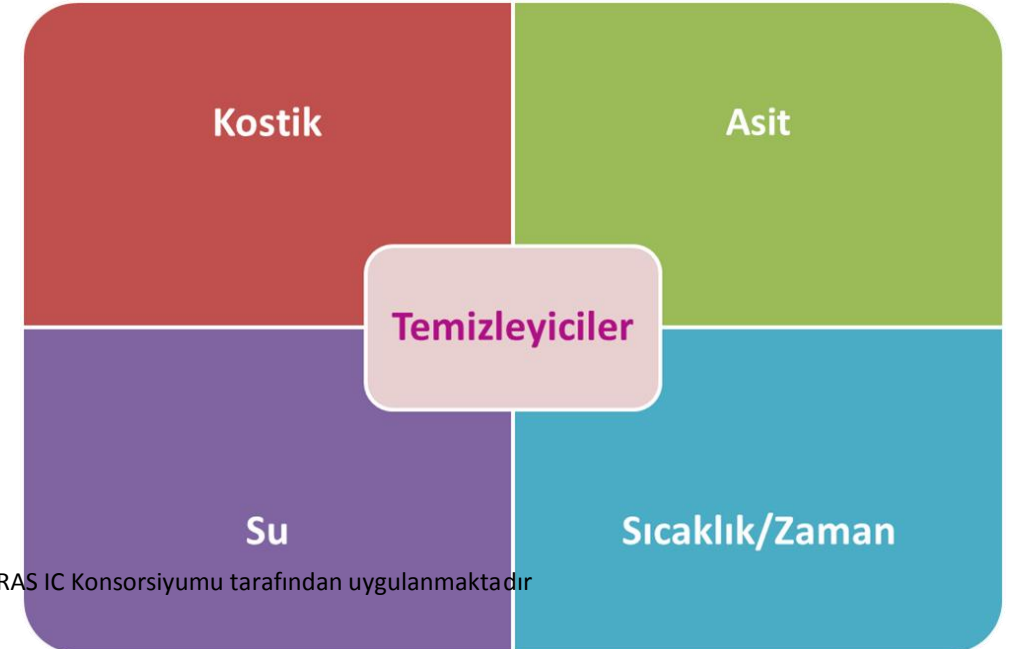 Kostik
Asit
Temizleyiciler
Su
Sıcaklık/Zaman
RAS IC Konsorsiyumu tarafından uygulanmaktadır